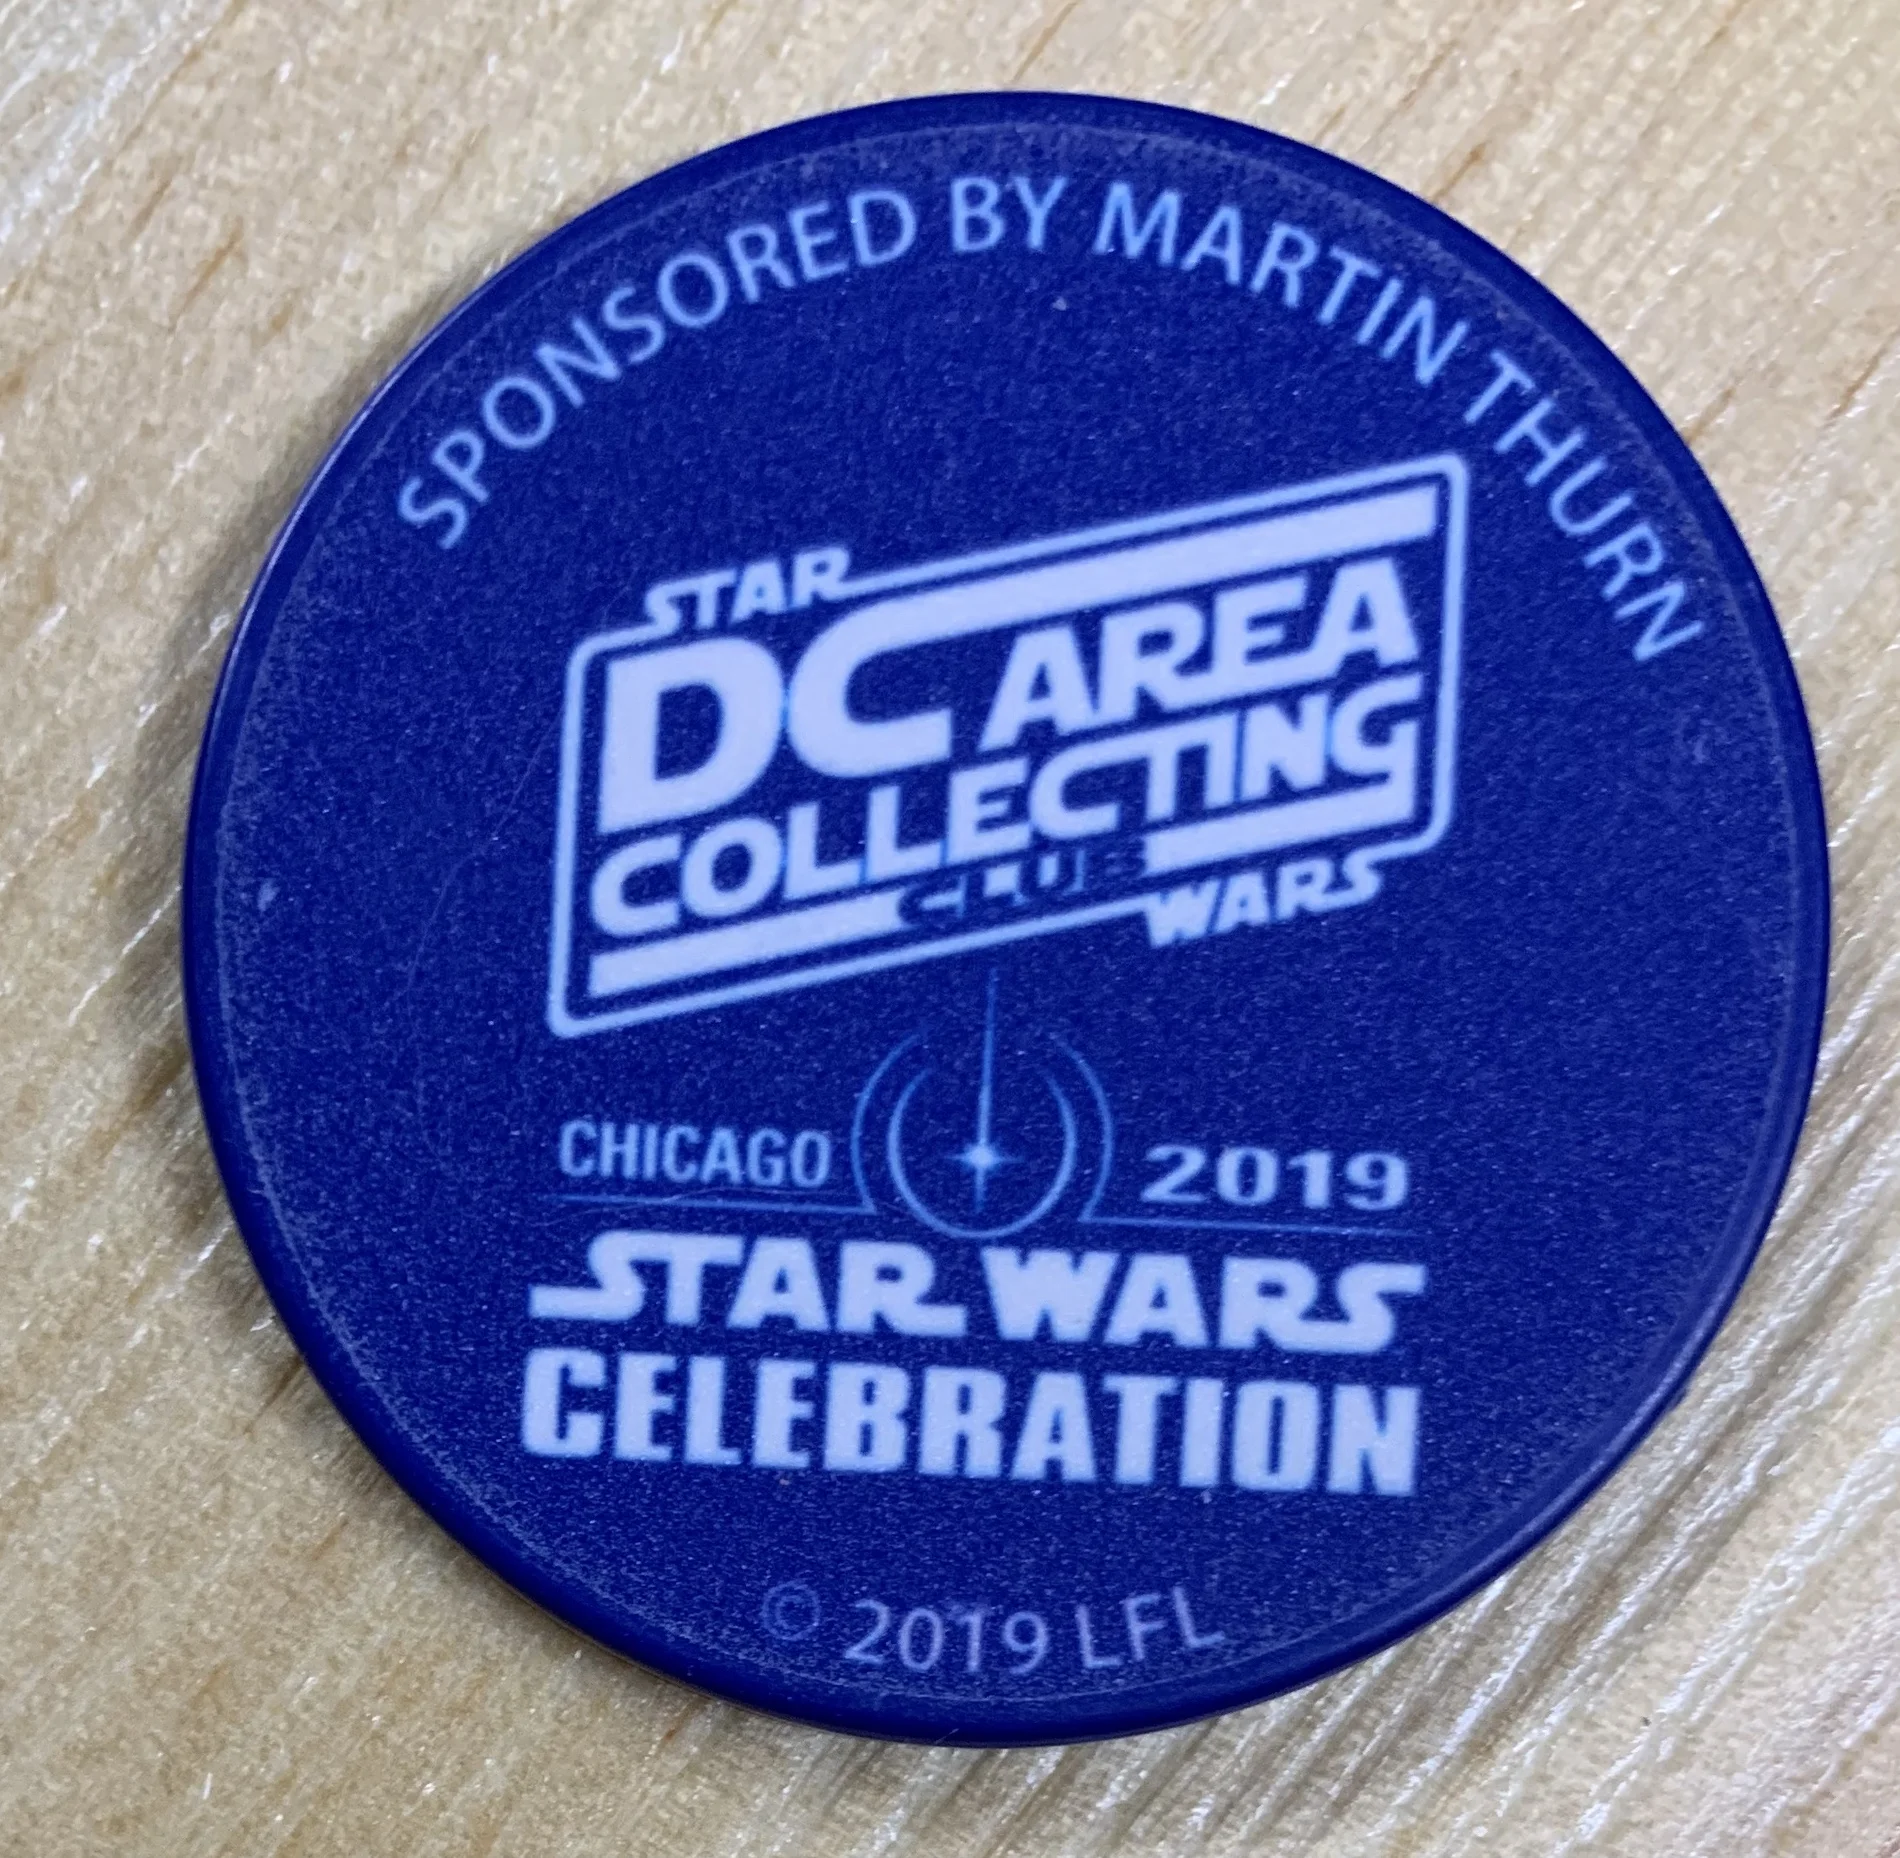 SPONSORED BY MARTIN THURN
STAR
DC AREA
COLLECTING
CLUB
WARS
CHICAGO 2019
STAR WARS
CELEBRATION
© 2019 LFL